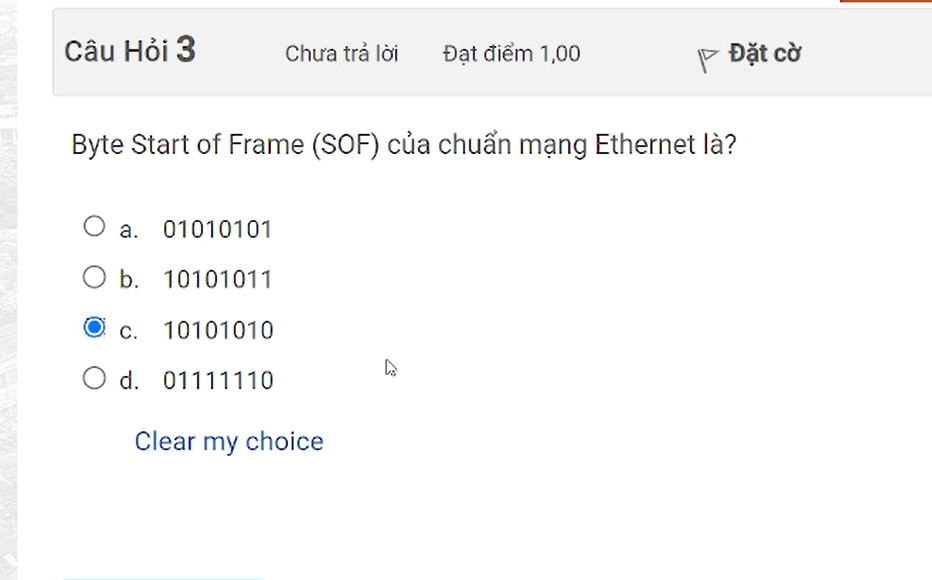 Câu Hỏi 3 Chưa trả lời Đạt điểm 1,00 Đặt cờ
Byte Start of Frame (SOF) của chuẩn mạng Ethernet là?
a. 01010101
b. 10101011
c. 10101010
d. 01111110
Clear my choice